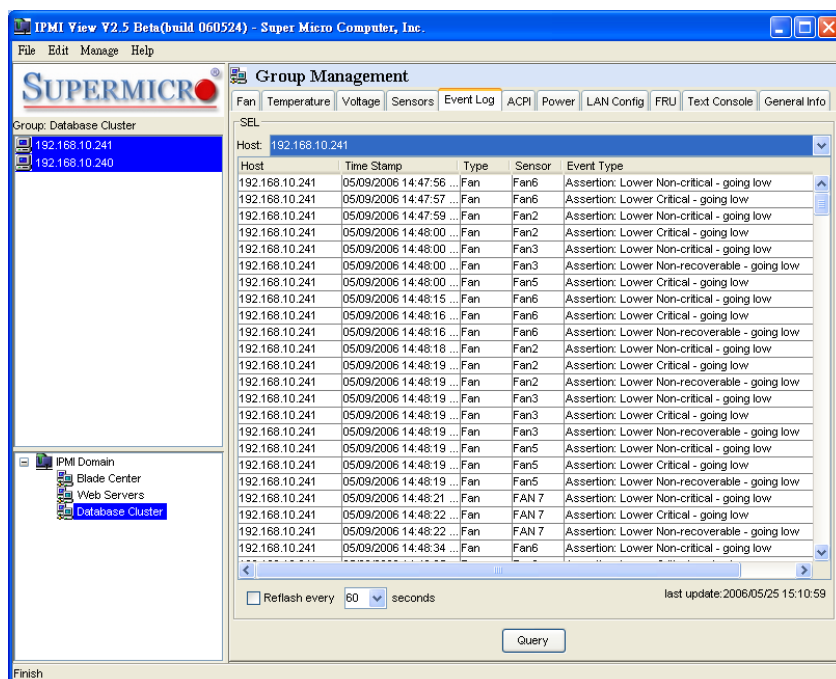 IPMI View V2.5 Beta(build 060524) - Super Micro Computer, Inc.
File Edit Manage Help
SUPERMICRO®
Group: Database Cluster
192.168.10.241
192.168.10.240
IPMI Domain
Blade Center
Web Servers
Database Cluster
Group Management
Fan Temperature Voltage Sensors Event Log ACPI Power LAN Config FRU Text Console General Info
SEL
Host: 192.168.10.241
Host Time Stamp Type Sensor Event Type
192.168.10.241 05/09/2006 14:47:56 ... Fan Fan6 Assertion: Lower Non-critical - going low
192.168.10.241 05/09/2006 14:47:57 ... Fan Fan6 Assertion: Lower Critical - going low
192.168.10.241 05/09/2006 14:47:59 ... Fan Fan2 Assertion: Lower Non-critical - going low
192.168.10.241 05/09/2006 14:48:00 ... Fan Fan2 Assertion: Lower Critical - going low
192.168.10.241 05/09/2006 14:48:00 ... Fan Fan3 Assertion: Lower Non-critical - going low
192.168.10.241 05/09/2006 14:48:00 ... Fan Fan3 Assertion: Lower Non-recoverable - going low
192.168.10.241 05/09/2006 14:48:00 ... Fan Fan5 Assertion: Lower Critical - going low
192.168.10.241 05/09/2006 14:48:15 ... Fan Fan6 Assertion: Lower Non-critical - going low
192.168.10.241 05/09/2006 14:48:16 ... Fan Fan6 Assertion: Lower Critical - going low
192.168.10.241 05/09/2006 14:48:16 ... Fan Fan6 Assertion: Lower Non-recoverable - going low
192.168.10.241 05/09/2006 14:48:18 ... Fan Fan2 Assertion: Lower Non-critical - going low
192.168.10.241 05/09/2006 14:48:19 ... Fan Fan2 Assertion: Lower Critical - going low
192.168.10.241 05/09/2006 14:48:19 ... Fan Fan2 Assertion: Lower Non-recoverable - going low
192.168.10.241 05/09/2006 14:48:19 ... Fan Fan3 Assertion: Lower Non-critical - going low
192.168.10.241 05/09/2006 14:48:19 ... Fan Fan3 Assertion: Lower Critical - going low
192.168.10.241 05/09/2006 14:48:19 ... Fan Fan3 Assertion: Lower Non-recoverable - going low
192.168.10.241 05/09/2006 14:48:19 ... Fan Fan5 Assertion: Lower Non-critical - going low
192.168.10.241 05/09/2006 14:48:19 ... Fan Fan5 Assertion: Lower Critical - going low
192.168.10.241 05/09/2006 14:48:19 ... Fan Fan5 Assertion: Lower Non-recoverable - going low
192.168.10.241 05/09/2006 14:48:21 ... Fan FAN 7 Assertion: Lower Non-critical - going low
192.168.10.241 05/09/2006 14:48:22 ... Fan FAN 7 Assertion: Lower Critical - going low
192.168.10.241 05/09/2006 14:48:22 ... Fan FAN 7 Assertion: Lower Non-recoverable - going low
192.168.10.241 05/09/2006 14:48:34 ... Fan Fan6 Assertion: Lower Non-critical - going low
Reflash every 60 seconds
last update:2006/05/25 15:10:59
Query
Finish